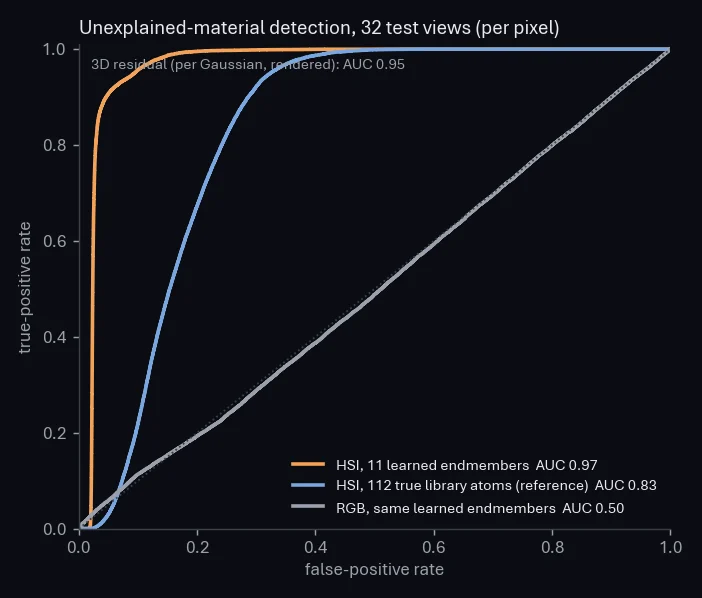 Unexplained-material detection, 32 test views (per pixel)
1.0
3D residual (per Gaussian, rendered): AUC 0.95
0.8
0.6
true-positive rate
0.4
0.2
HSI, 11 learned endmembers AUC 0.97
HSI, 112 true library atoms (reference) AUC 0.83
RGB, same learned endmembers AUC 0.50
0.0
0.0 0.2 0.4 0.6 0.8 1.0
false-positive rate